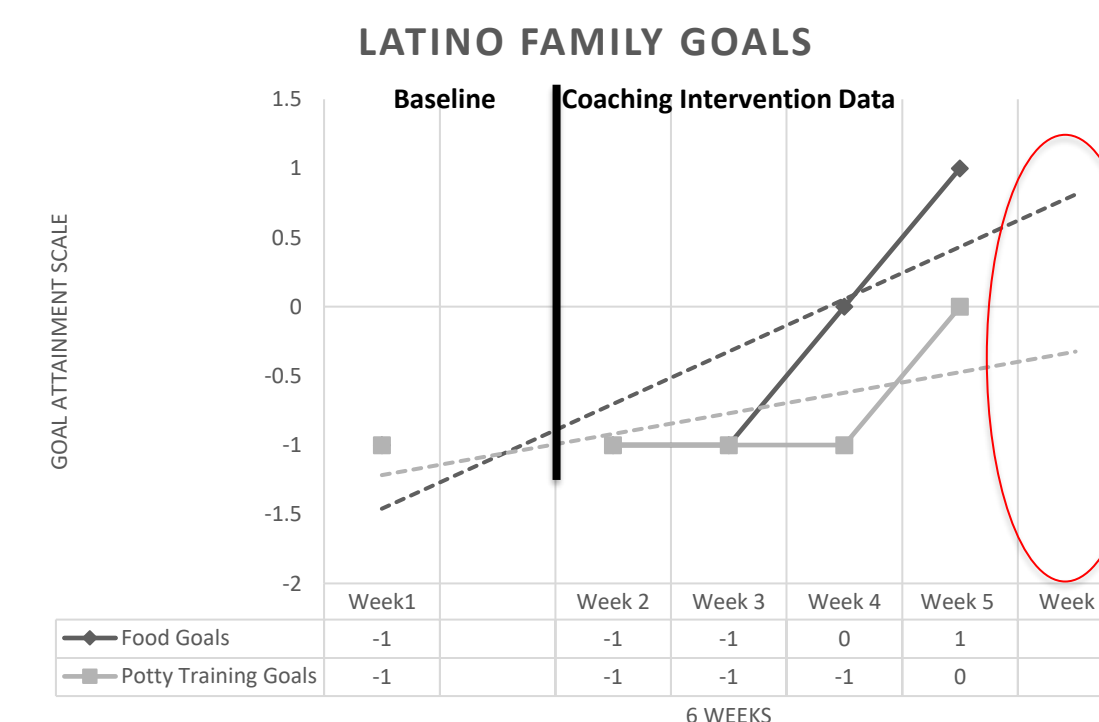 LATINO FAMILY GOALS
Baseline
Coaching Intervention Data
GOAL ATTAINMENT SCALE
1.5
1
0.5
0
-0.5
-1
-1.5
-2
Week1 Week 2 Week 3 Week 4 Week 5 Week
Food Goals -1 -1 -1 0 1
Potty Training Goals -1 -1 -1 -1 0
6 WEEKS